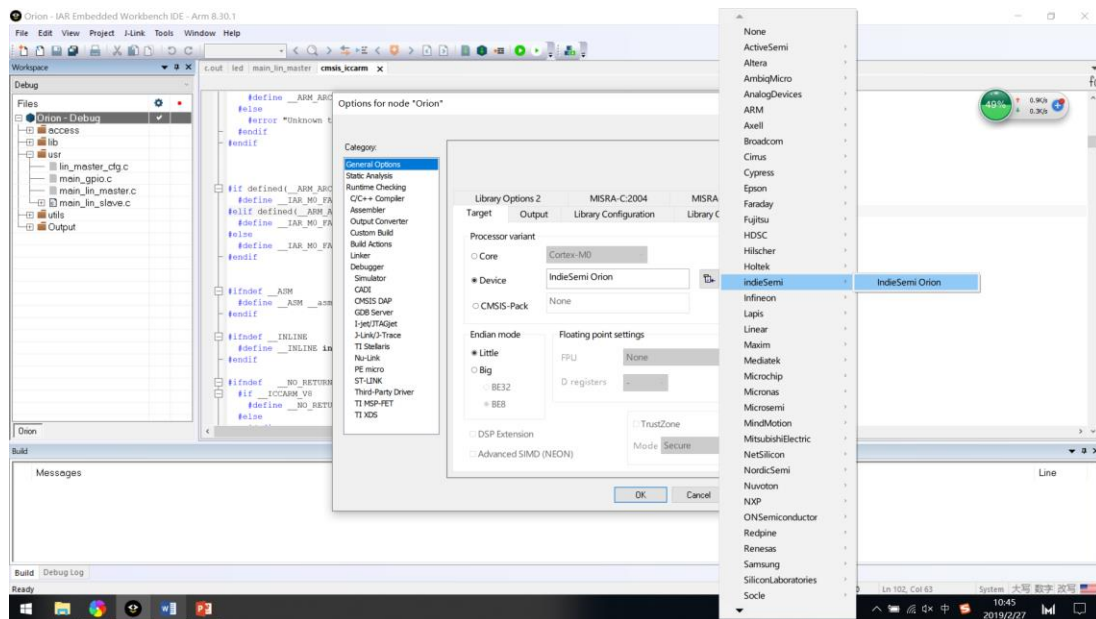 Orion - IAR Embedded Workbench IDE - Arm 8.30.1
File Edit View Project J-Link Tools Window Help
Workspace
c.out led main_lin_master cmsis_iccarm x
Debug
Files
Orion - Debug
access
lib
usr
lin_master_cfg.c
main_gpio.c
main_lin_master.c
main_lin_slave.c
utils
Output
Orion
#define __ARM_ARC
#else
#error "Unknown t
#endif
#endif
#if defined(__ARM_ARC
#define __IAR_M0_FA
#elif defined(__ARM_A
#define __IAR_M0_FA
#else
#define __IAR_M0_FA
#endif
#ifndef __ASM
#define __ASM __asm
#endif
#ifndef __INLINE
#define __INLINE in
#endif
#ifndef __NO_RETURN
#if __ICCARM_V8
#define __NO_RETU
#else
Options for node "Orion"
Category:
General Options
Static Analysis
Runtime Checking
C/C++ Compiler
Assembler
Output Converter
Custom Build
Build Actions
Linker
Debugger
Simulator
CADI
CMSIS DAP
GDB Server
I-jet/JTAGjet
J-Link/J-Trace
TI Stellaris
Nu-Link
PE micro
ST-LINK
Third-Party Driver
TI MSP-FET
TI XDS
Library Options 2 MISRA-C:2004 MISRA
Target Output Library Configuration Library C
Processor variant
Core Cortex-M0
Device IndieSemi Orion
CMSIS-Pack None
Endian mode Floating point settings
Little FPU None
Big D registers -
BE32
BE8
TrustZone
DSP Extension
Mode Secure
Advanced SIMD (NEON)
OK Cancel
None
ActiveSemi
Altera
AmbiqMicro
AnalogDevices
ARM
Axell
Broadcom
Cirrus
Cypress
Epson
Faraday
Fujitsu
HDSC
Hilscher
Holtek
indieSemi
IndieSemi Orion
Infineon
Lapis
Linear
Maxim
Mediatek
Microchip
Micronas
Microsemi
MindMotion
MitsubishiElectric
NetSilicon
NordicSemi
Nuvoton
NXP
ONSemiconductor
Redpine
Renesas
Samsung
SiliconLaboratories
Socle
49% 0.9K/s
0.3K/s
Build
Messages Line
Build Debug Log
Ready Ln 102, Col 63 System 大写 数字 改写
中 10:45
2019/2/27